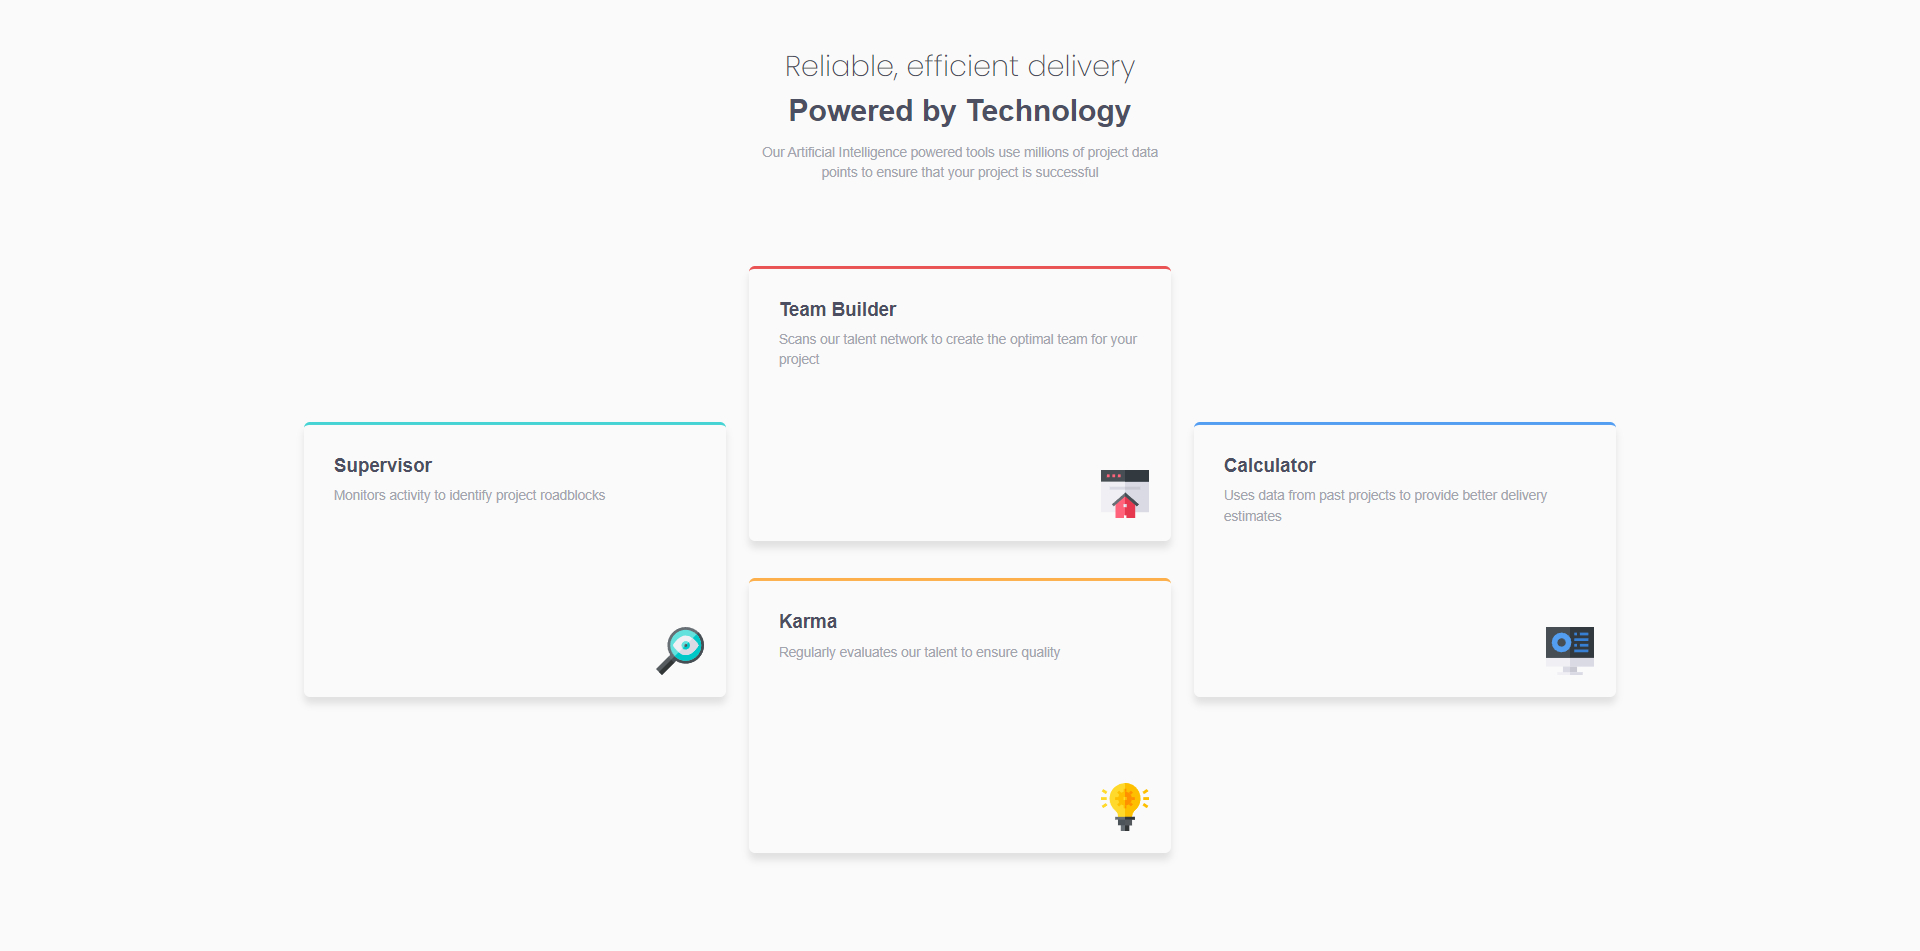 Reliable, efficient delivery
Powered by Technology
Our Artificial Intelligence powered tools use millions of project data
points to ensure that your project is successful
Team Builder
Scans our talent network to create the optimal team for your
project
Supervisor
Monitors activity to identify project roadblocks
Calculator
Uses data from past projects to provide better delivery
estimates
Karma
Regularly evaluates our talent to ensure quality